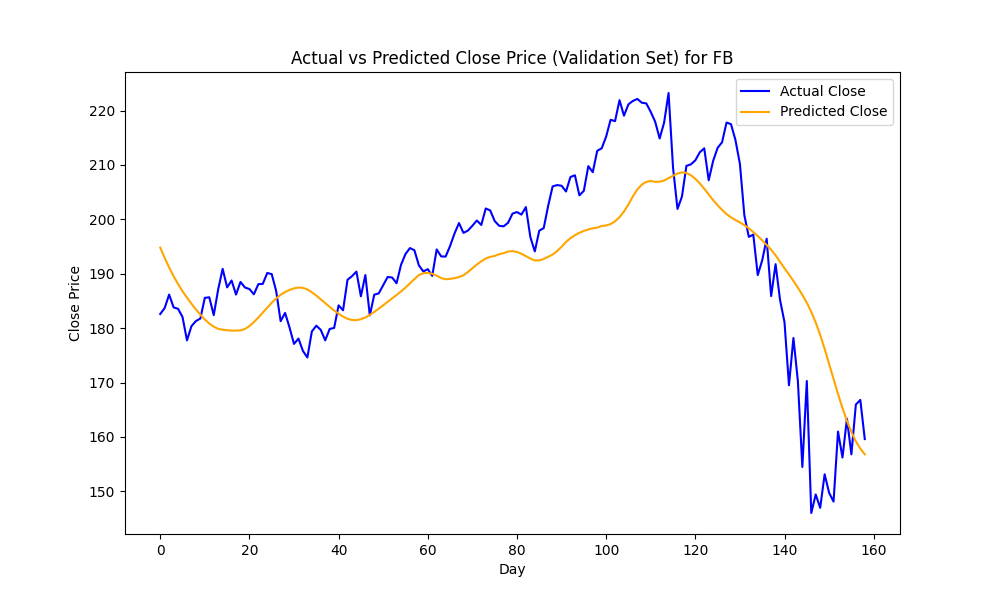 Actual vs Predicted Close Price (Validation Set) for FB
Actual Close
Predicted Close
220
210
200
190
180
170
160
150
Close Price
0 20 40 60 80 100 120 140 160
Day